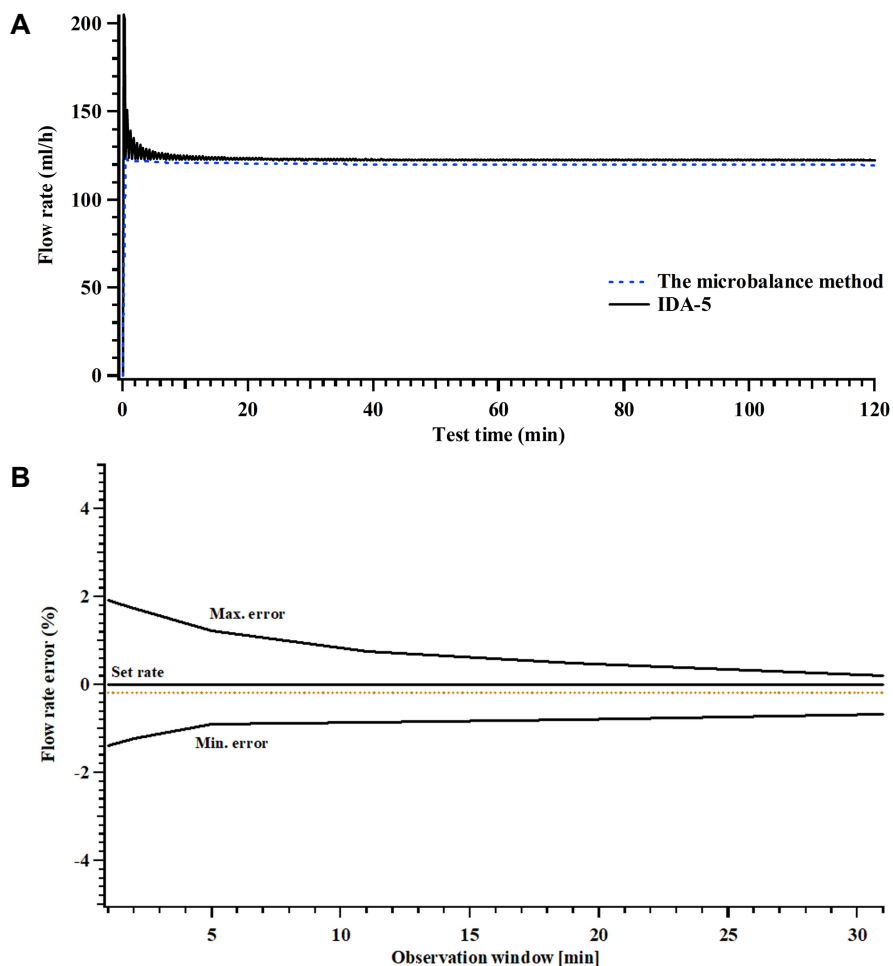 A
200
150
100
50
0
Flow rate (ml/h)
The microbalance method
IDA-5
0 20 40 60 80 100 120
Test time (min)
B
4
2
0
-2
-4
Flow rate error (%)
Max. error
Set rate
Min. error
5 10 15 20 25 30
Observation window [min]